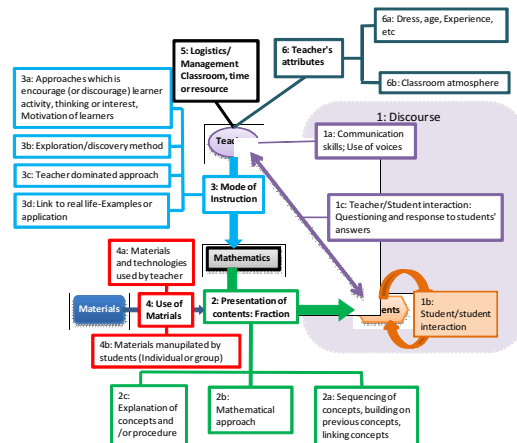 6a: Dress, age, Experience,
etc
5: Logistics/
Management
Classroom, time
or resource
6: Teacher's
attributes
6b: Classroom atmosphere
3a: Approaches which is
encourage (or discourage) learner
activity, thinking or interest,
Motivation of learners
3b: Exploration/discovery method
3c: Teacher dominated approach
3d: Link to real life-Examples or
application
1: Discourse
Tea
1a: Communication
skills; Use of voices
3: Mode of
Instruction
1c: Teacher/Student interaction:
Questioning and response to students'
answers
4a: Materials
and technologies
used by teacher
Mathematics
Materials
4: Use of
Matrials
2: Presentation of
contents: Fraction
ents
1b:
Student/student
interaction
4b: Materials manupilated by
students (Individual or group)
2c:
Explanation of
concepts and
/or procedure
2b:
Mathematical
approach
2a: Sequencing of
concepts, building on
previous concepts,
linking concepts